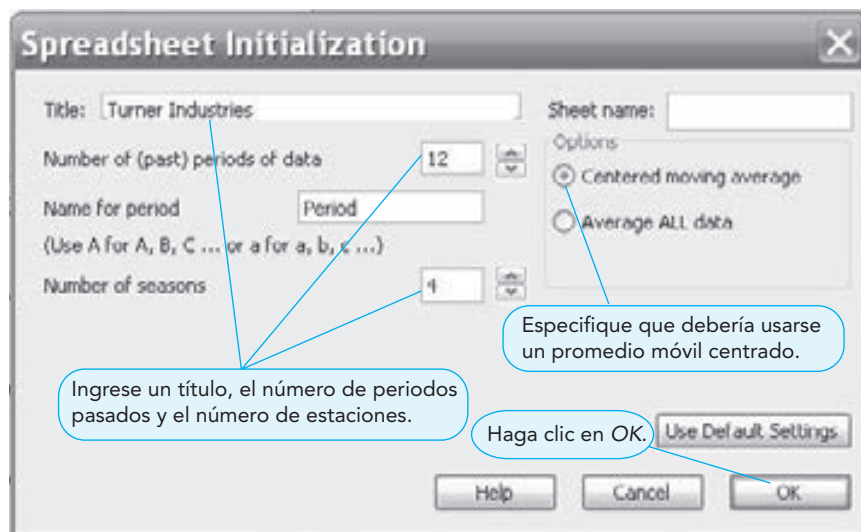 Spreadsheet Initialization
Title: Turner Industries
Sheet name:
Number of (past) periods of data 12
Options
Centered moving average
Average ALL data
Name for period Period
(Use A for A, B, C ... or a for a, b, c ...)
Number of seasons 4
Especifique que debería usarse
un promedio móvil centrado.
Ingrese un título, el número de periodos
pasados y el número de estaciones.
Haga clic en OK.
Use Default Settings
Help Cancel OK